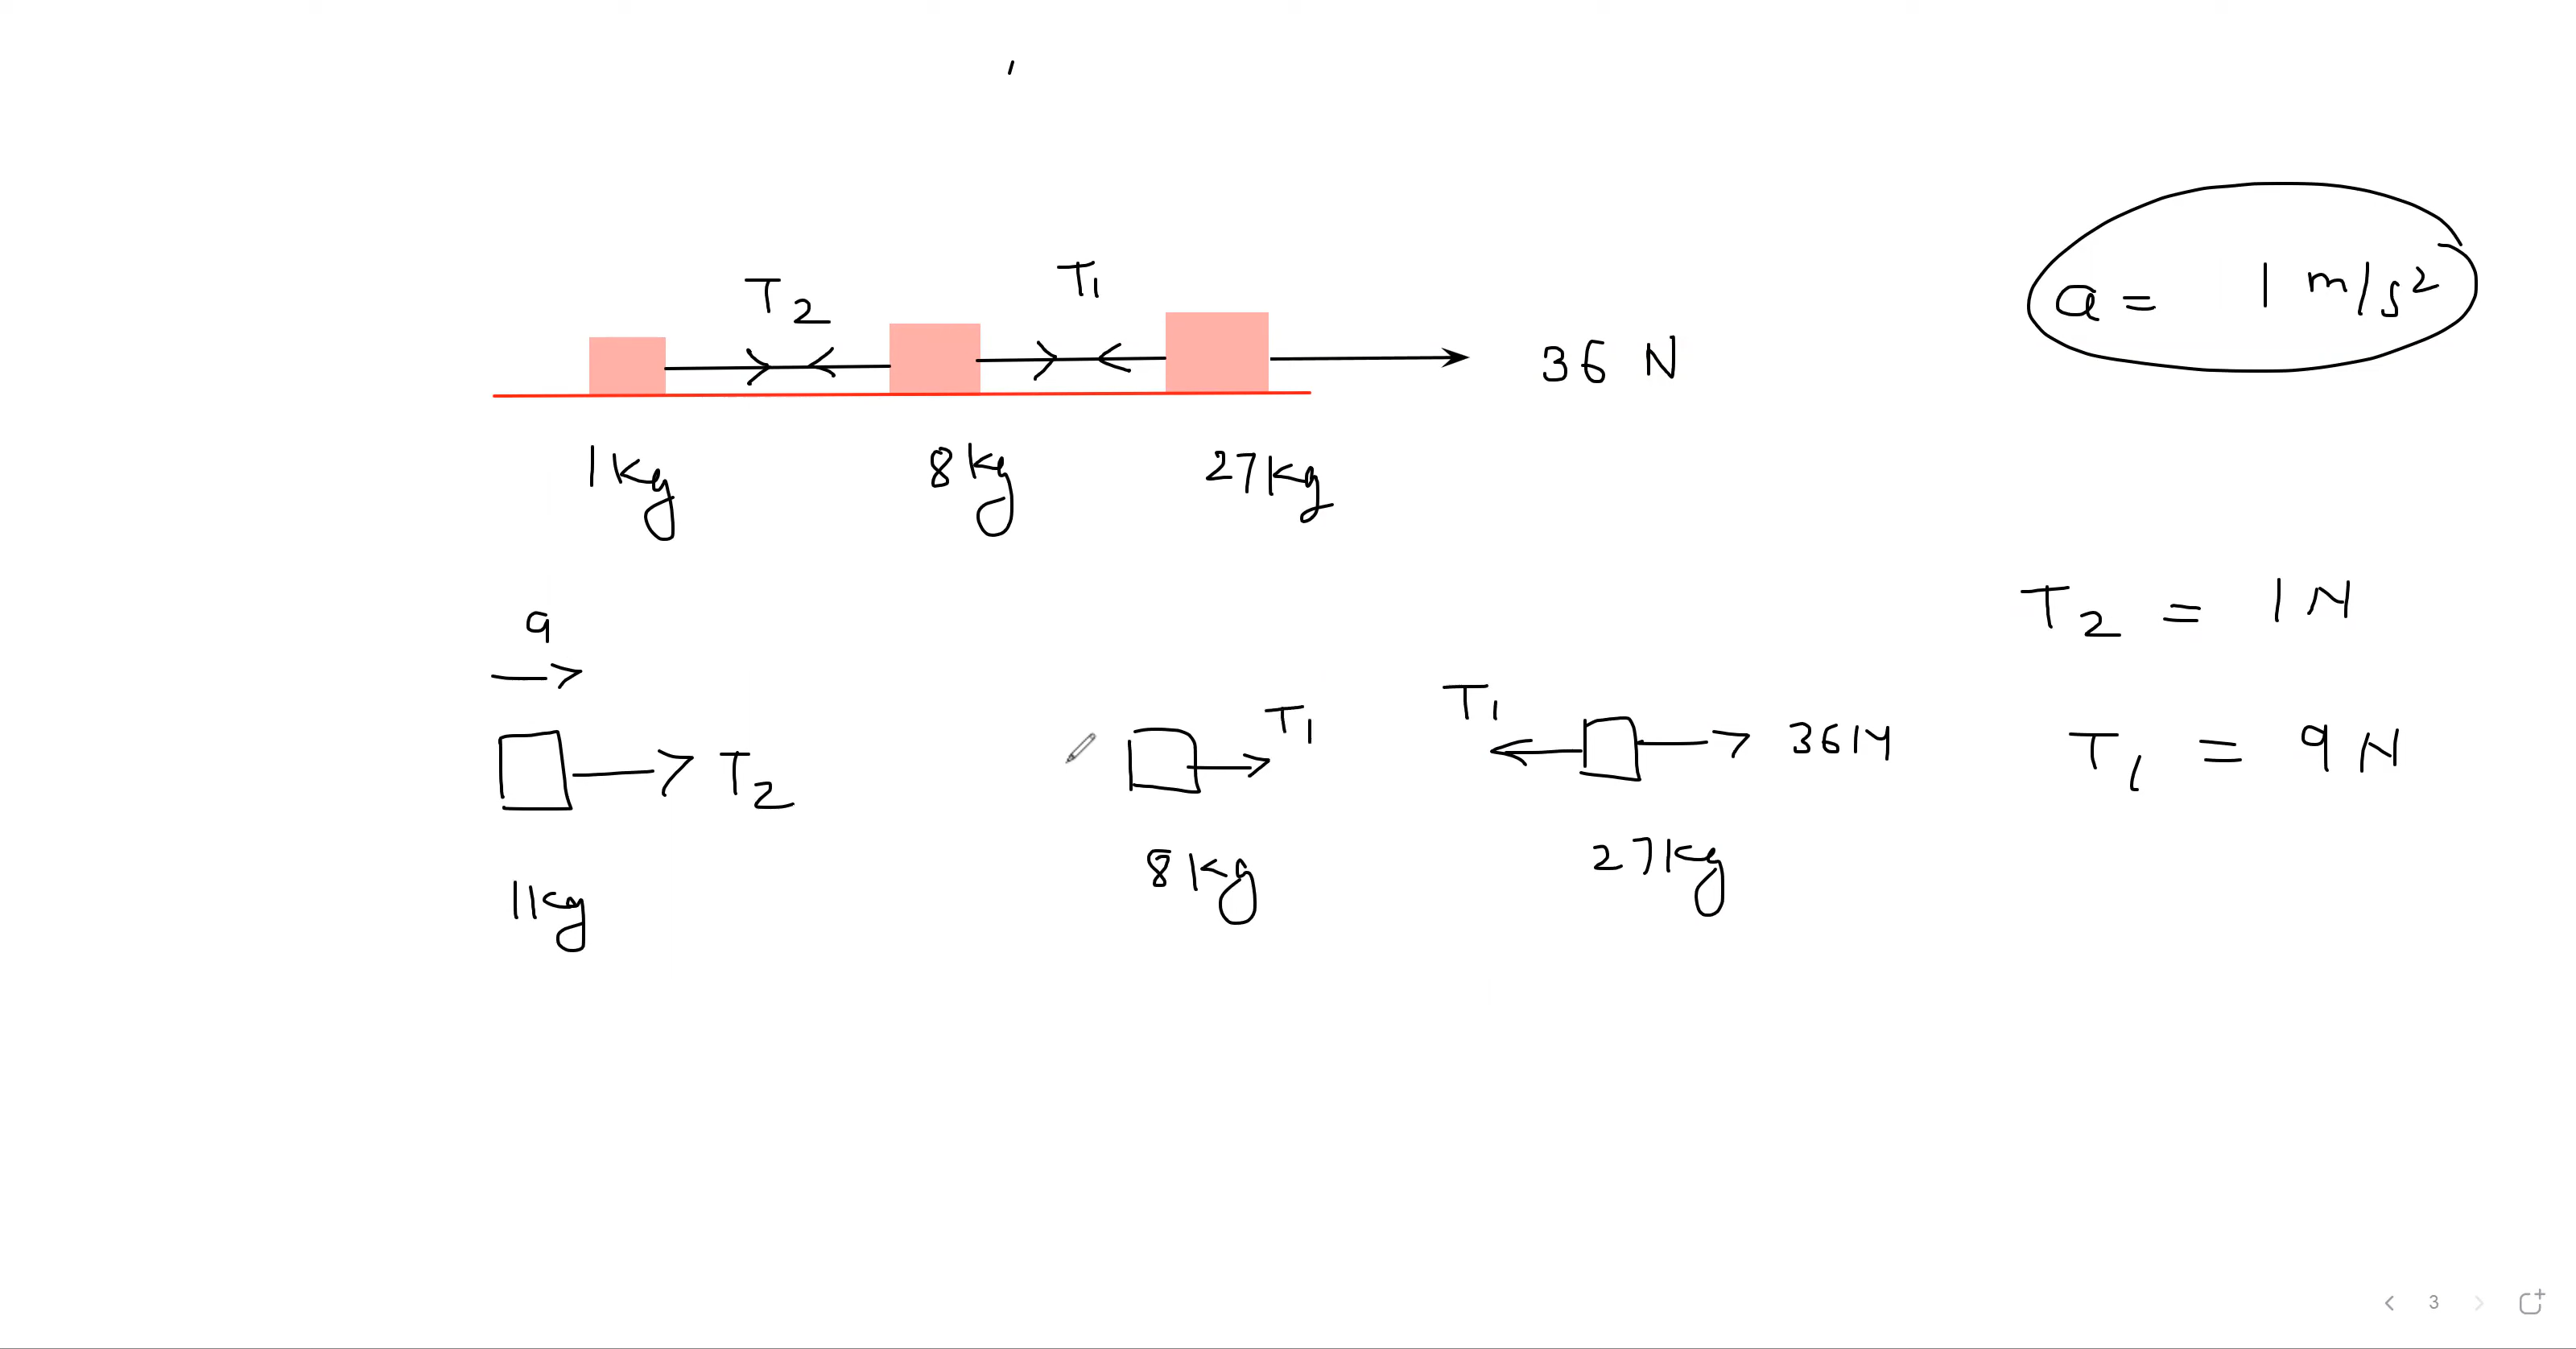 T2 T1
36 N
a = 1 m/s²
1kg 8kg 27kg
a
T2 = 1N
T2
T1
T1 36N
T1 = 9N
1kg 8kg 27kg
3